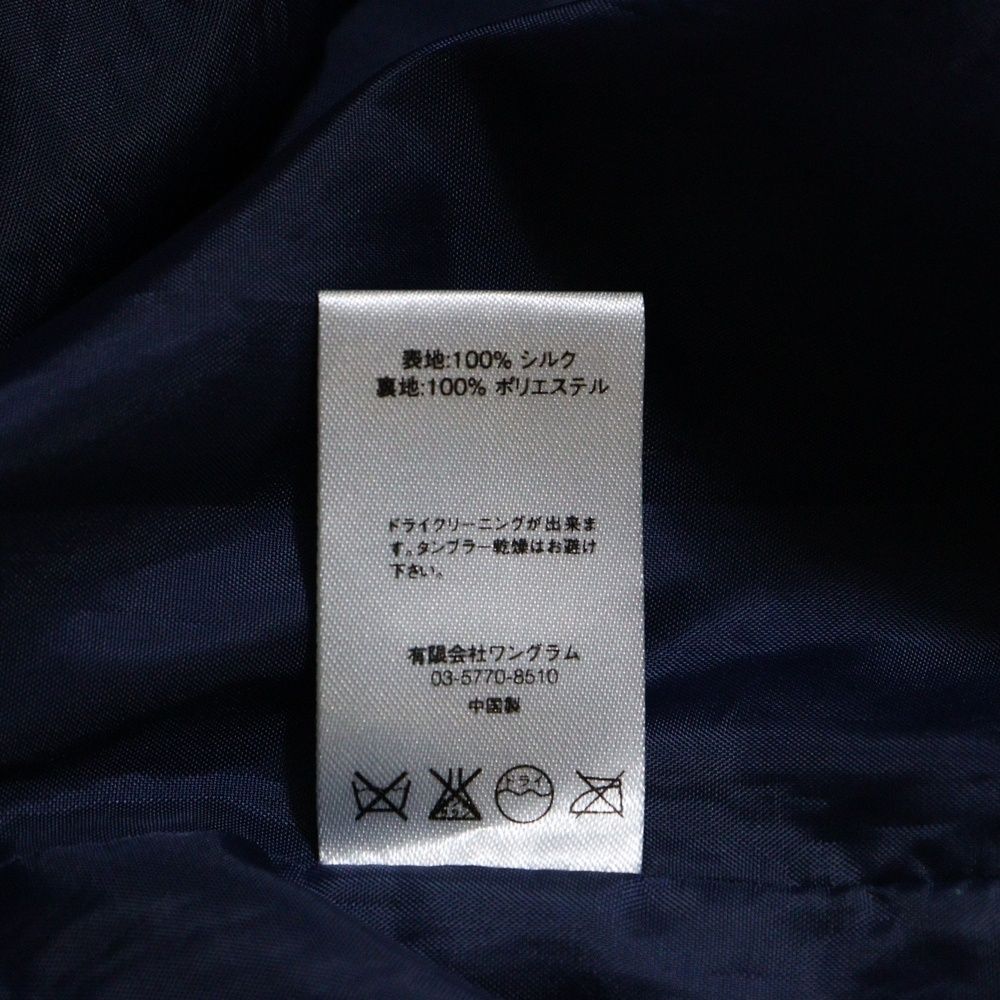 表地:100% シルク
裏地:100% ポリエステル
ドライクリーニングが出来ま
す。タンブラー乾燥はお避け
下さい。
有限会社ワングラム
03-5770-8510
中国製
ドライ